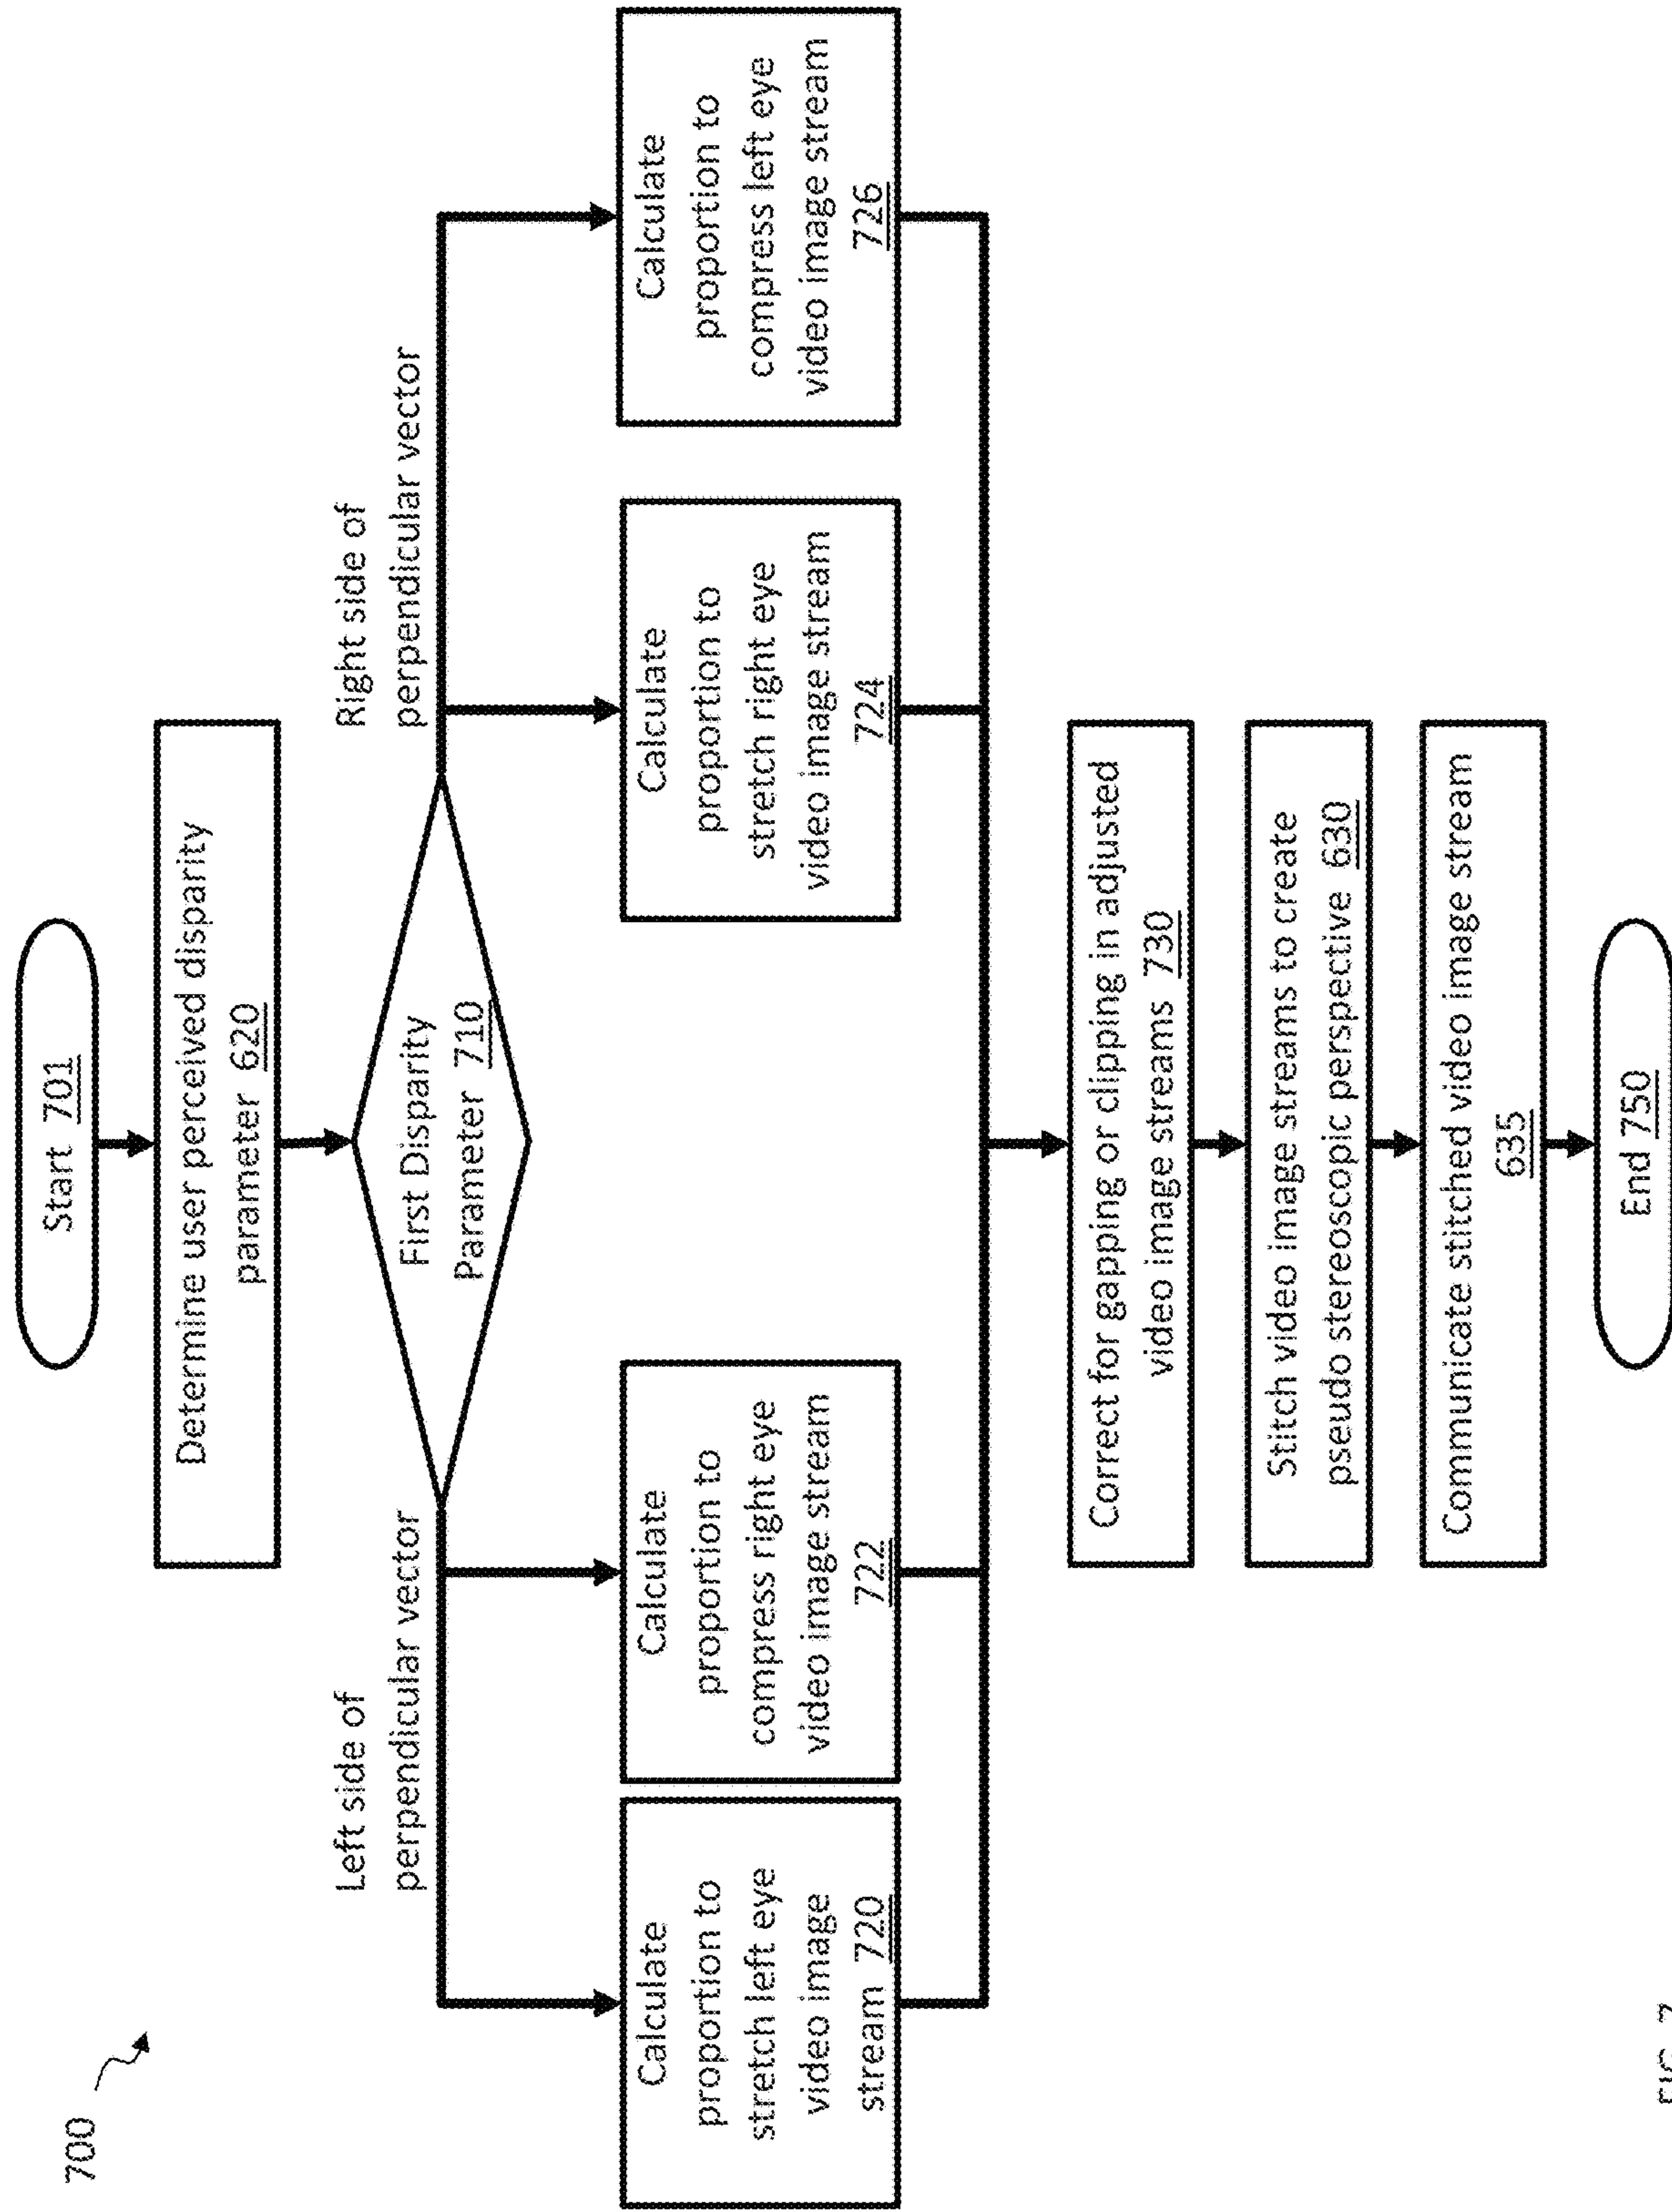 700
Start 701
Determine user perceived disparity
parameter 620
First Disparity
Parameter 710
Left side of
perpendicular vector
Right side of
perpendicular vector
Calculate
proportion to
stretch left eye
video image
stream 720
Calculate
proportion to
compress right eye
video image stream
722
Calculate
proportion to
stretch right eye
video image stream
724
Calculate
proportion to
compress left eye
video image stream
726
Correct for gapping or clipping in adjusted
video image streams 730
Stitch video image streams to create
pseudo stereoscopic perspective 630
Communicate stitched video image stream
635
End 750
FIG. 7